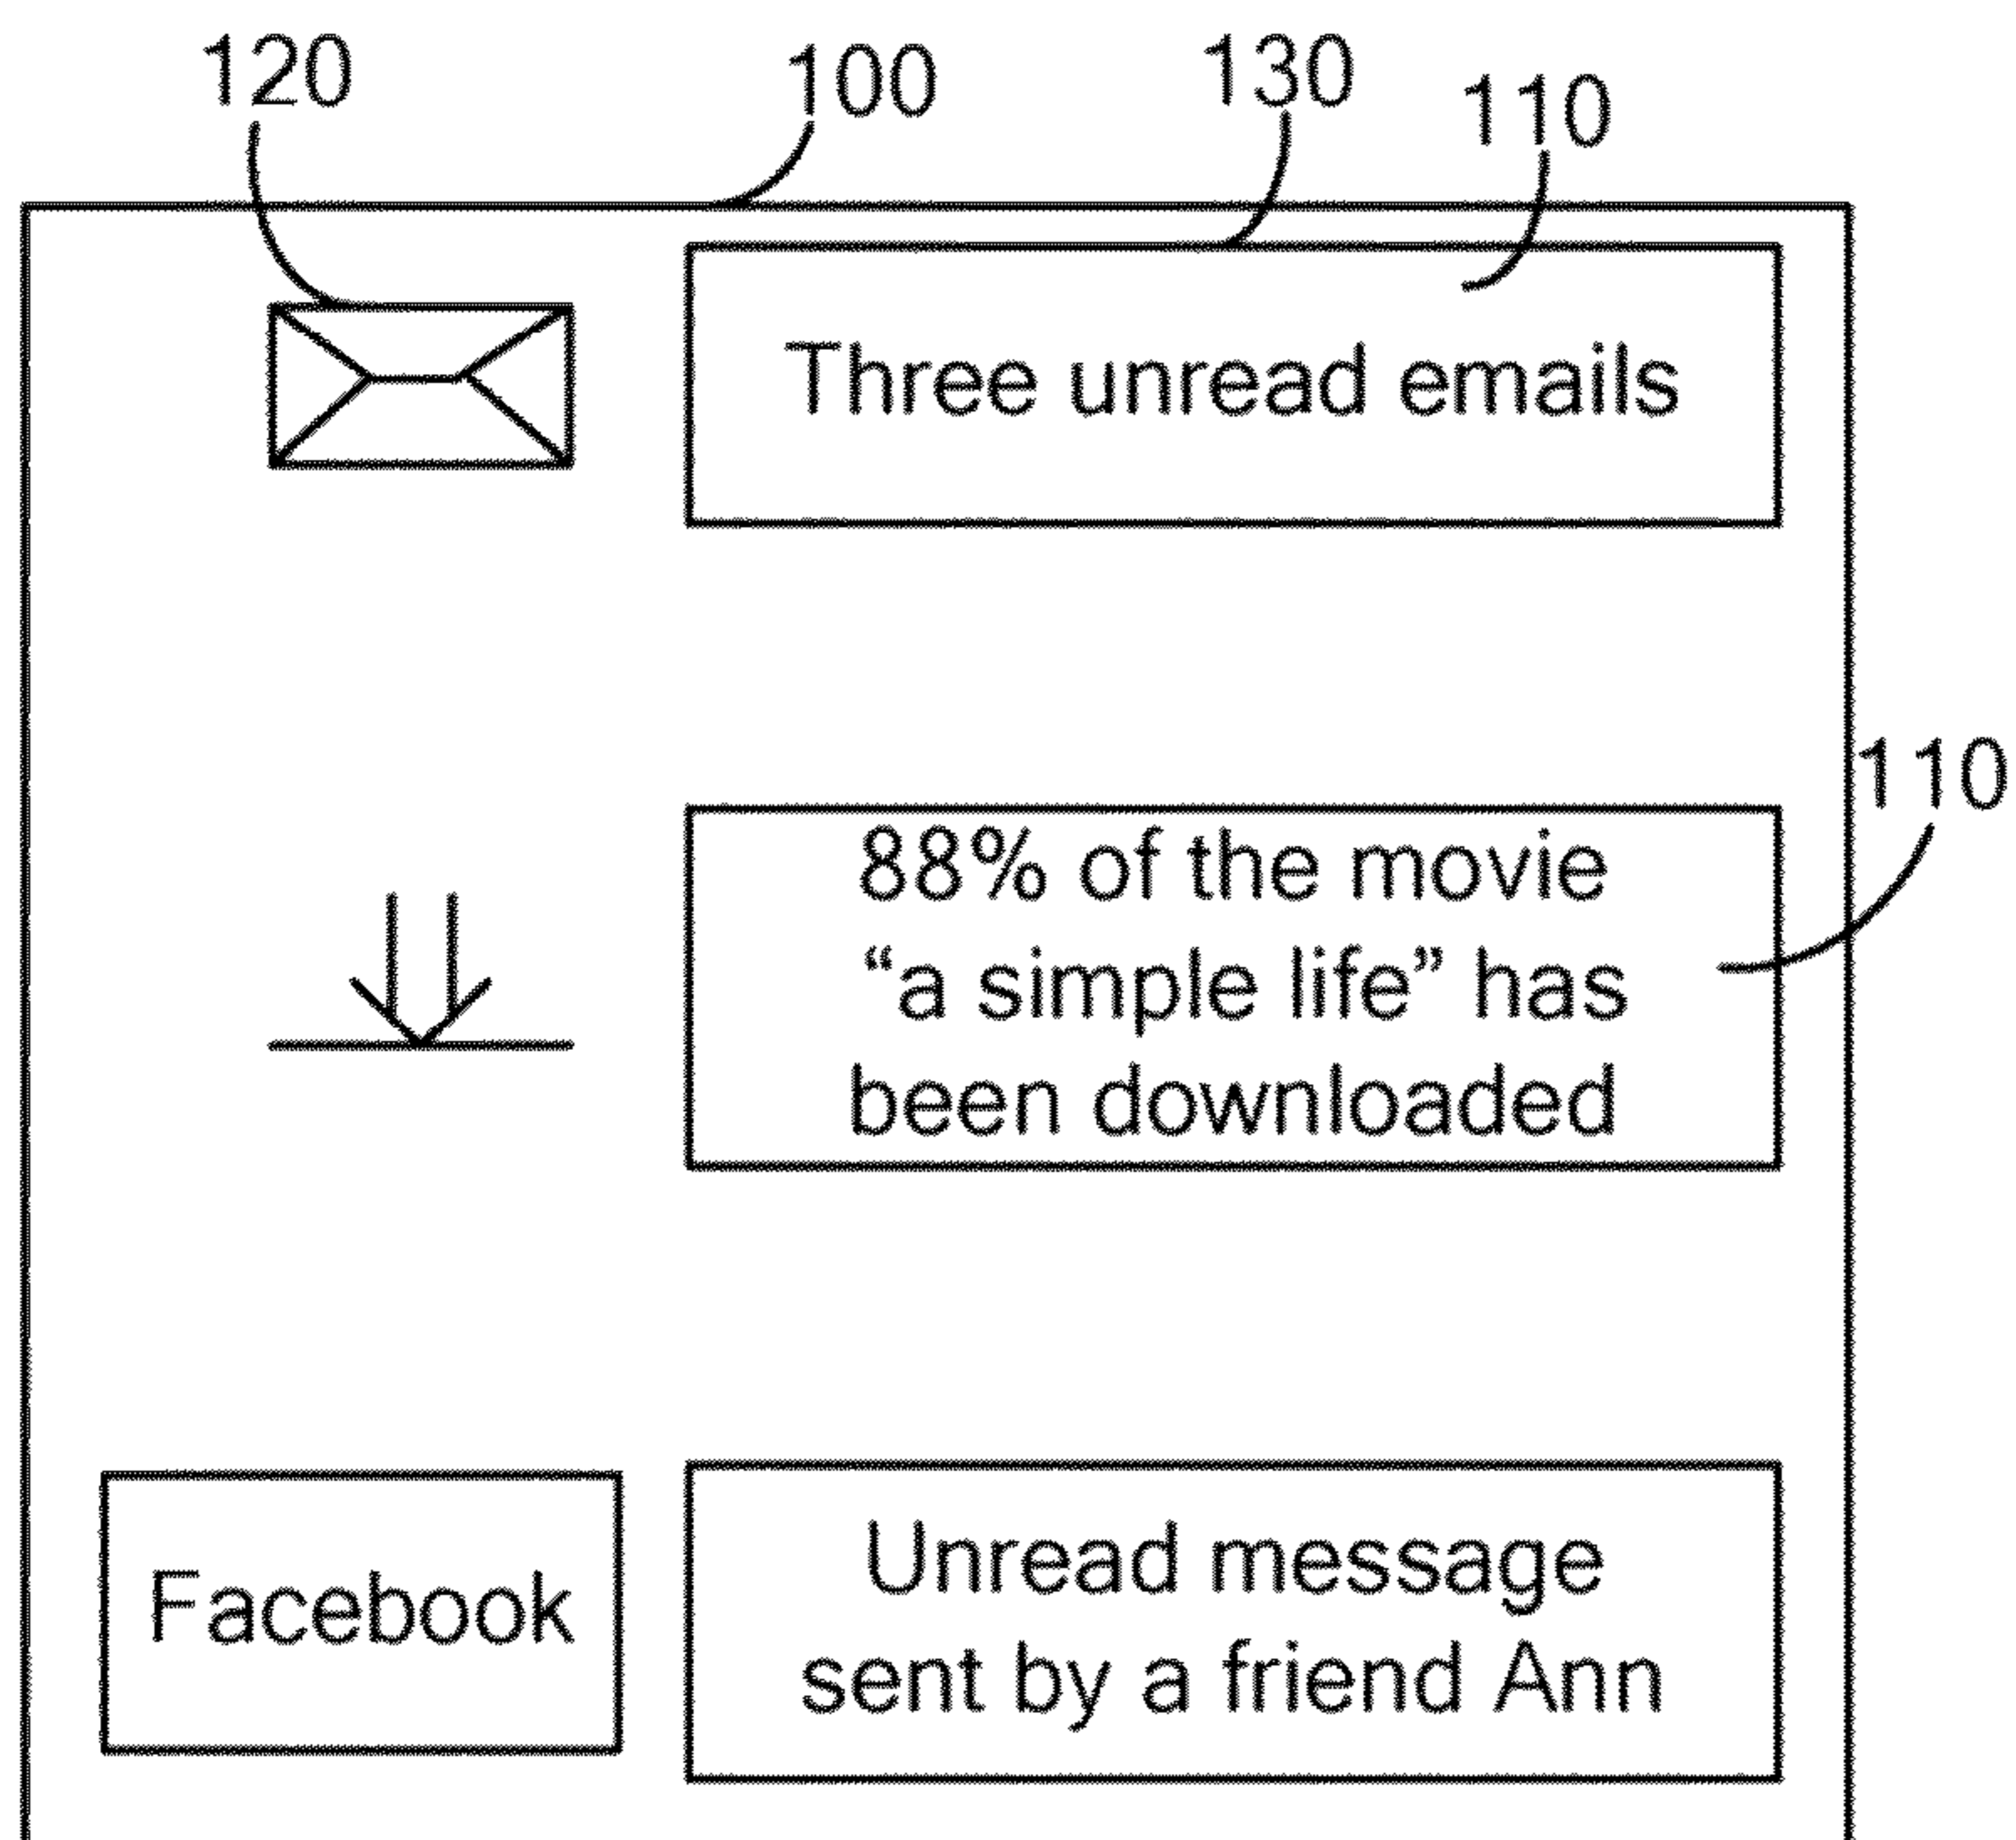 120
100
130
110
Three unread emails
110
88% of the movie
“a simple life” has
been downloaded
Facebook
Unread message
sent by a friend Ann